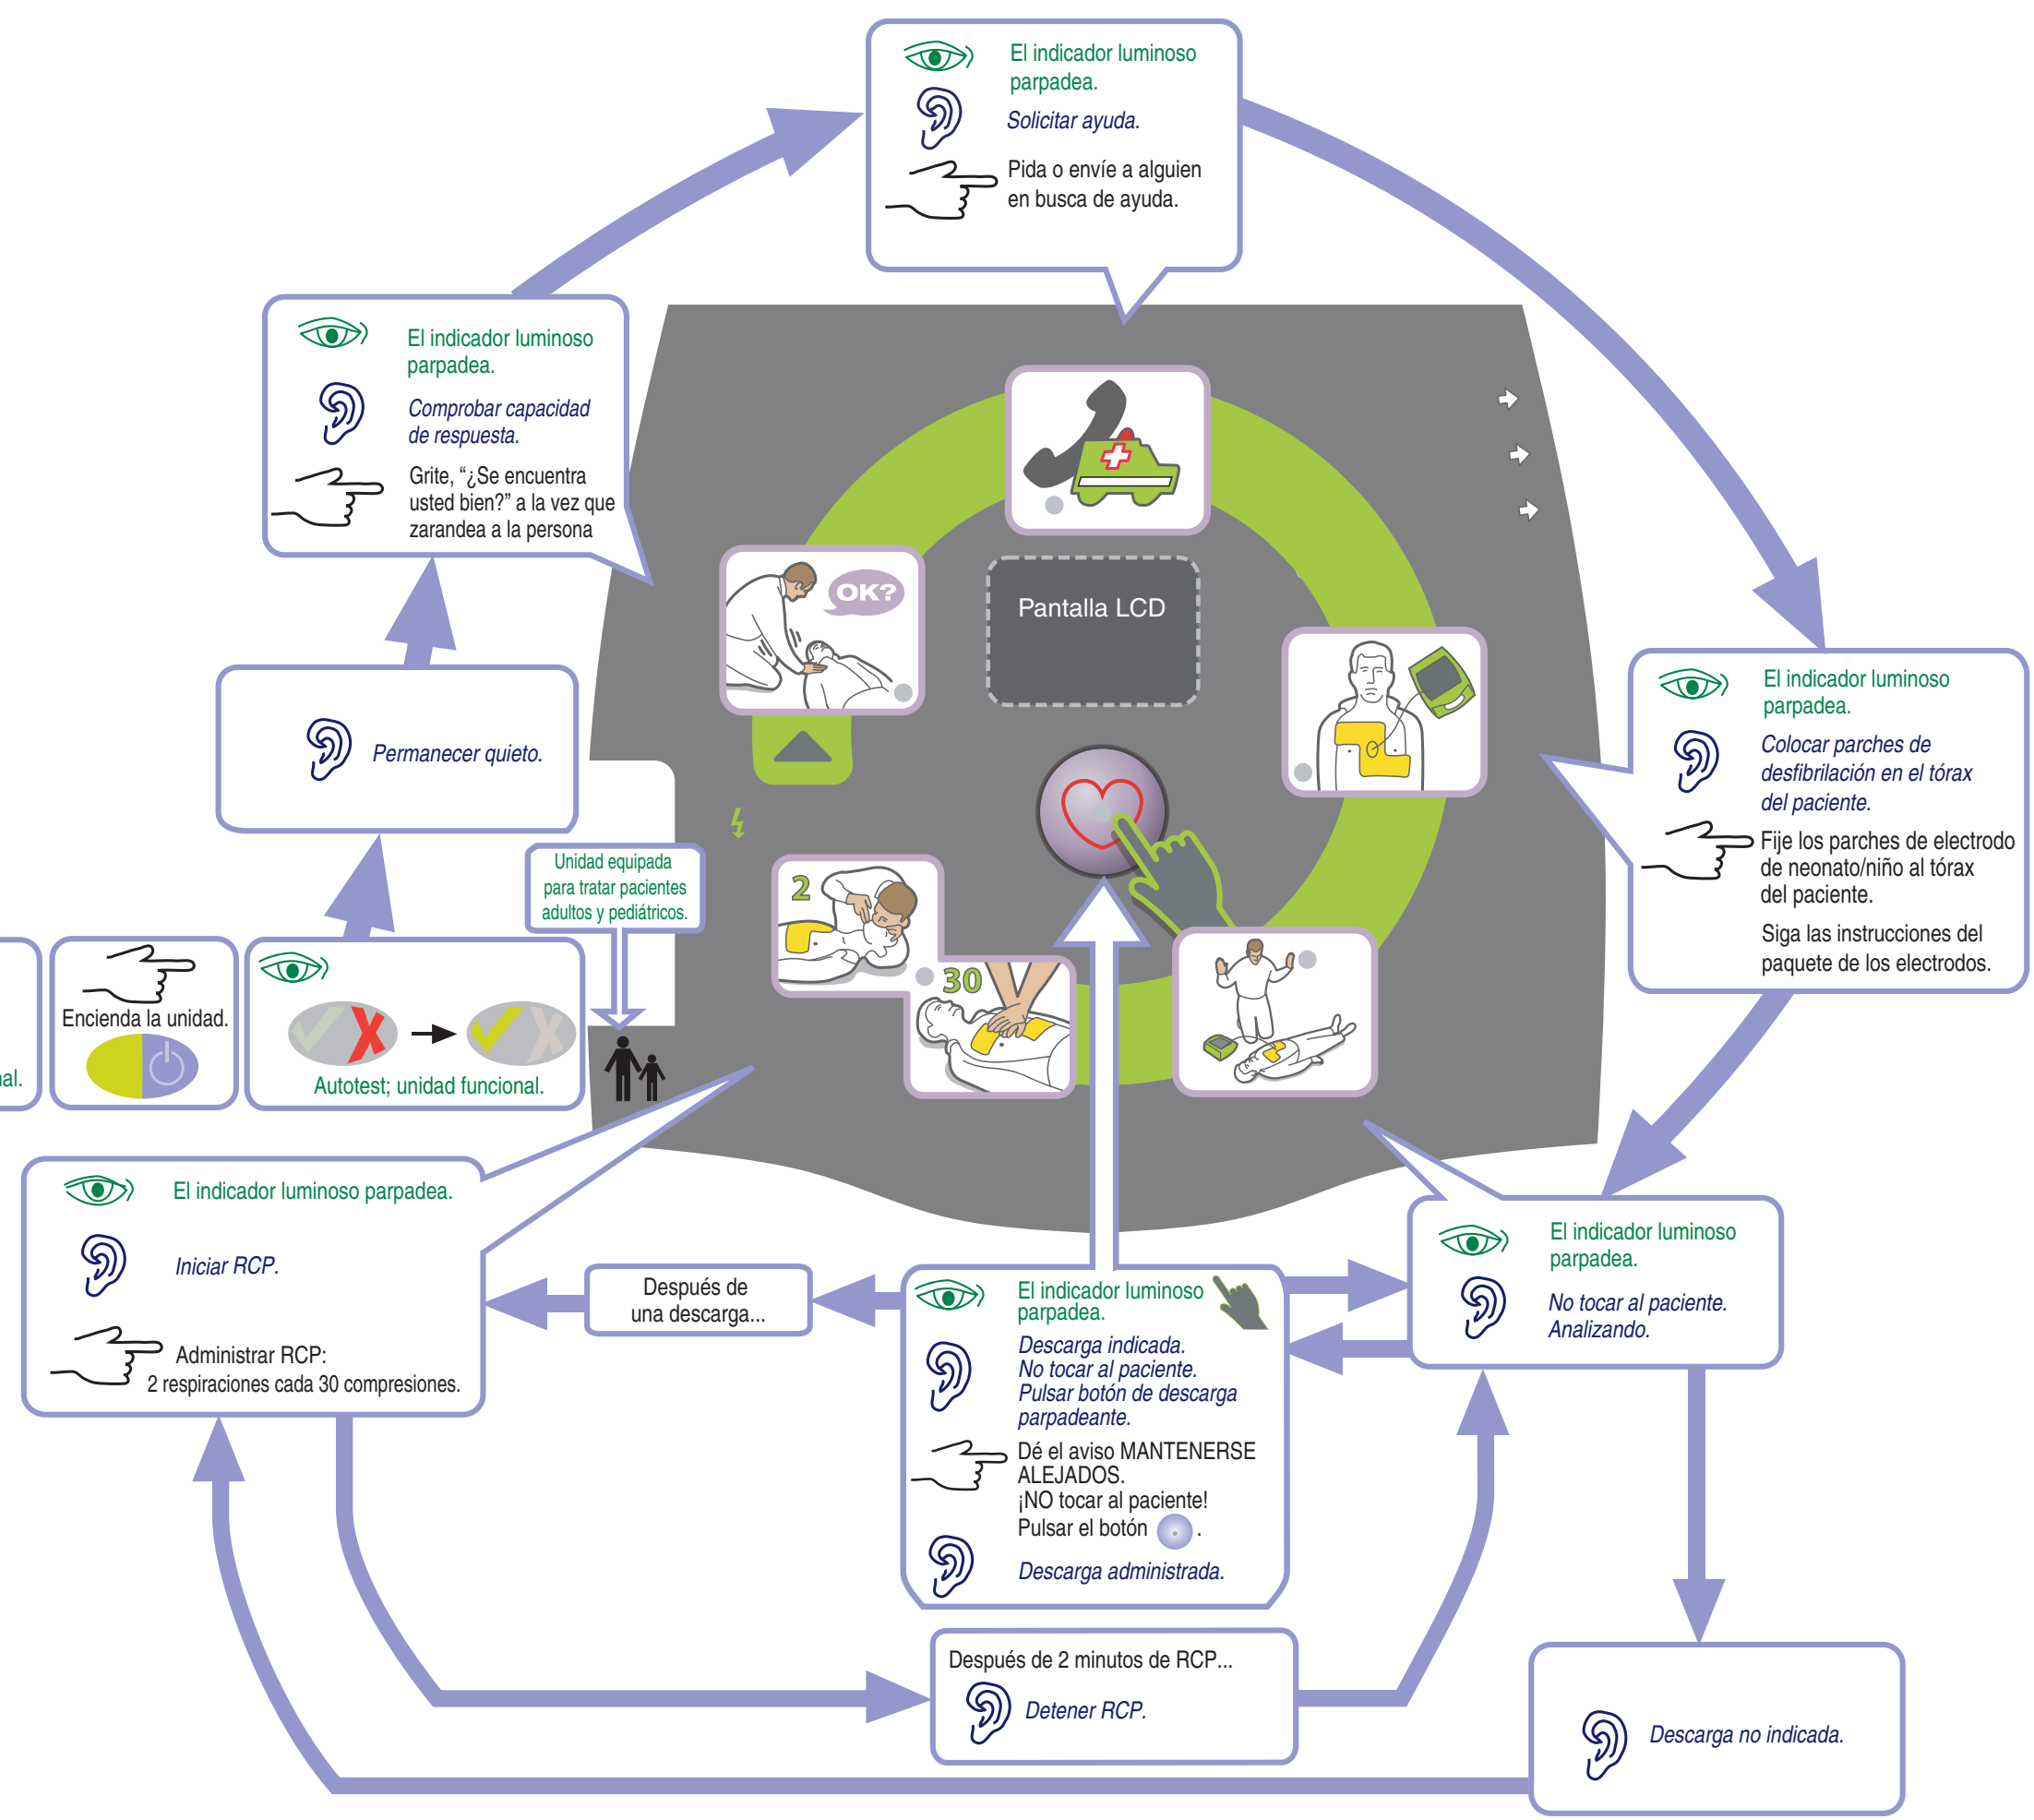 El indicador luminoso
parpadea.
Solicitar ayuda.
Pida o envíe a alguien
en busca de ayuda.
El indicador luminoso
parpadea.
Comprobar capacidad
de respuesta.
Grite, “¿Se encuentra
usted bien?” a la vez que
zarandea a la persona
OK?
Pantalla LCD
Permanecer quieto.
El indicador luminoso
parpadea.
Colocar parches de
desfibrilación en el tórax
del paciente.
Fije los parches de electrodo
de neonato/niño al tórax
del paciente.
Siga las instrucciones del
paquete de los electrodos.
Unidad equipada
para tratar pacientes
adultos y pediátricos.
2
30
Encienda la unidad.
Autotest; unidad funcional.
El indicador luminoso parpadea.
Iniciar RCP.
Administrar RCP:
2 respiraciones cada 30 compresiones.
Después de
una descarga...
El indicador luminoso
parpadea.
Descarga indicada.
No tocar al paciente.
Pulsar botón de descarga
parpadeante.
Dé el aviso MANTENERSE
ALEJADOS.
¡NO tocar al paciente!
Pulsar el botón .
Descarga administrada.
El indicador luminoso
parpadea.
No tocar al paciente.
Analizando.
Después de 2 minutos de RCP...
Detener RCP.
Descarga no indicada.